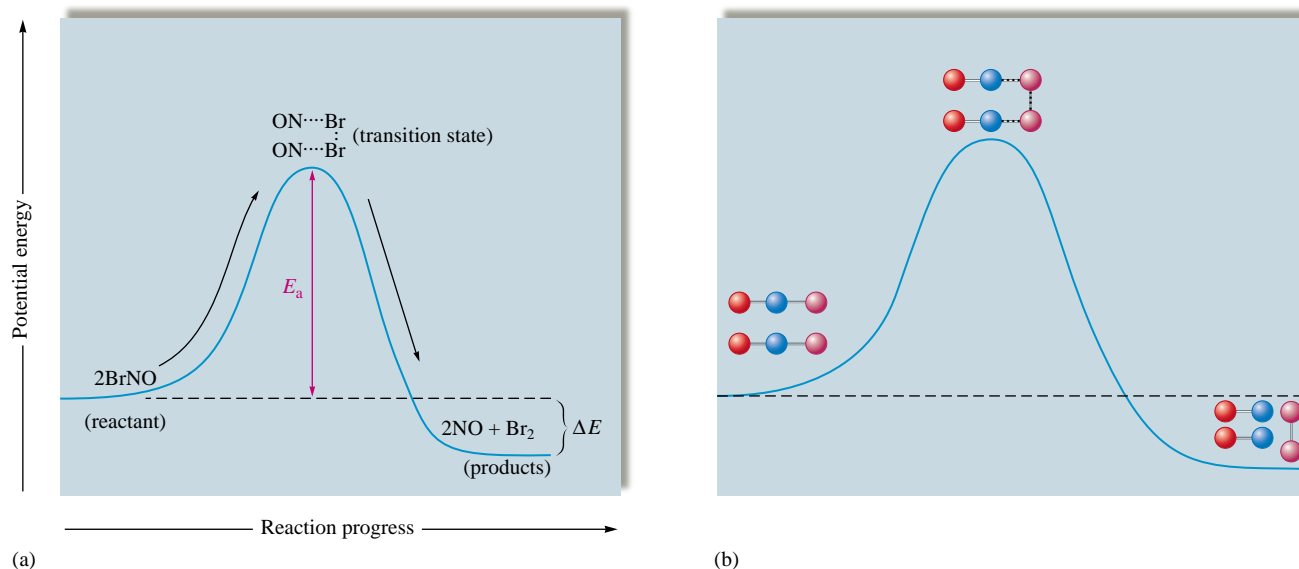 (a)
Potential energy
ON····Br
(transition state)
ON····Br
Eₐ
2BrNO
(reactant)
2NO + Br₂
(products)
ΔE
Reaction progress
(b)